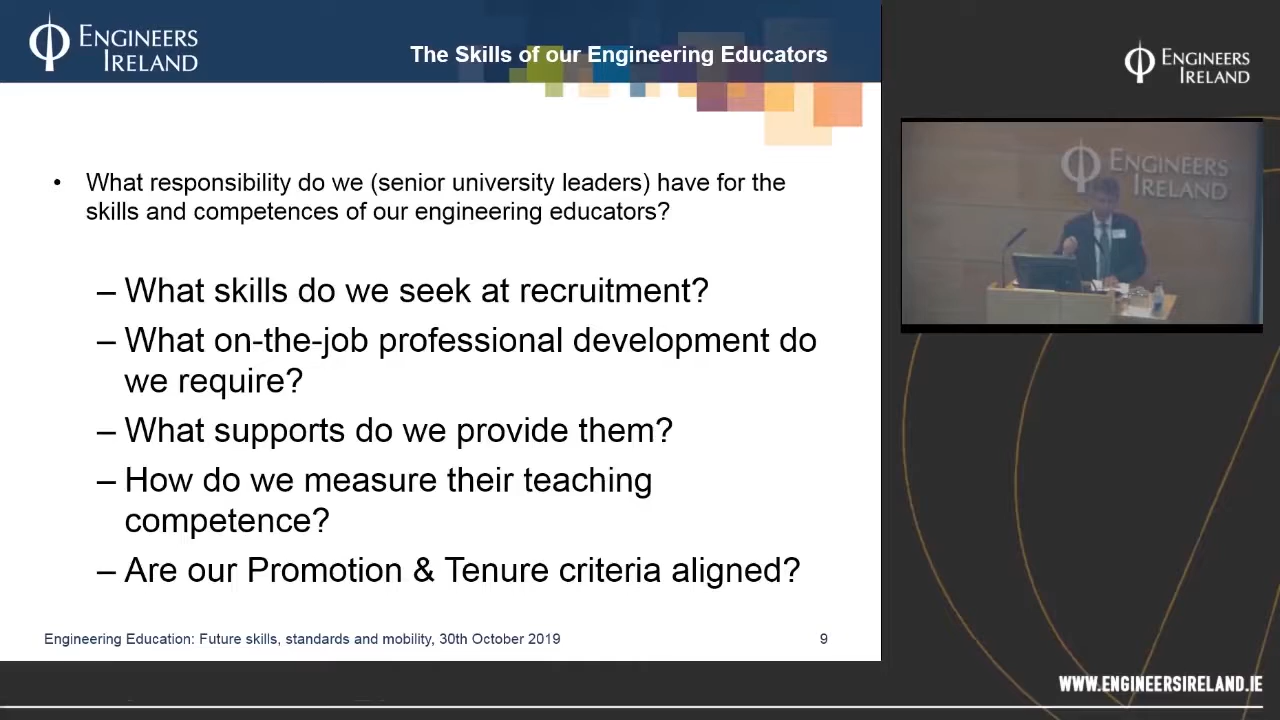 ENGINEERS
IRELAND
The Skills of our Engineering Educators
• What responsibility do we (senior university leaders) have for the
skills and competences of our engineering educators?
– What skills do we seek at recruitment?
– What on-the-job professional development do
we require?
– What supports do we provide them?
– How do we measure their teaching
competence?
– Are our Promotion & Tenure criteria aligned?
Engineering Education: Future skills, standards and mobility, 30th October 2019
9
ENGINEERS
IRELAND
ENGINEERS
IRELAND
WWW.ENGINEERSIRELAND.IE